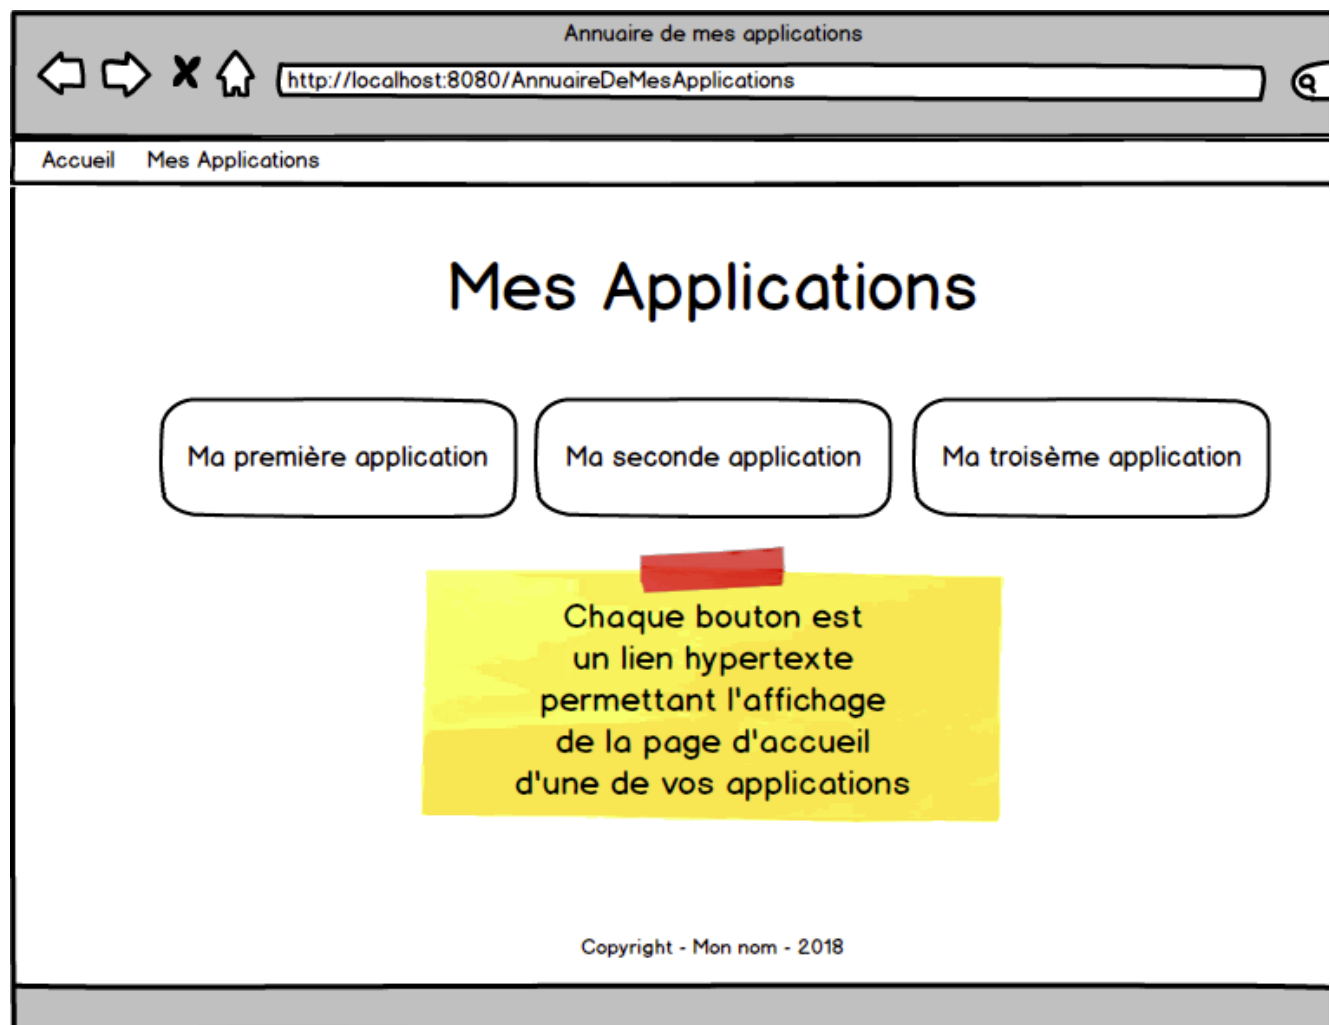 Annuaire de mes applications
http://localhost:8080/AnnuaireDeMesApplications
Accueil Mes Applications
Mes Applications
Ma première application
Ma seconde application
Ma troisème application
Chaque bouton est
un lien hypertexte
permettant l'affichage
de la page d'accueil
d'une de vos applications
Copyright - Mon nom - 2018